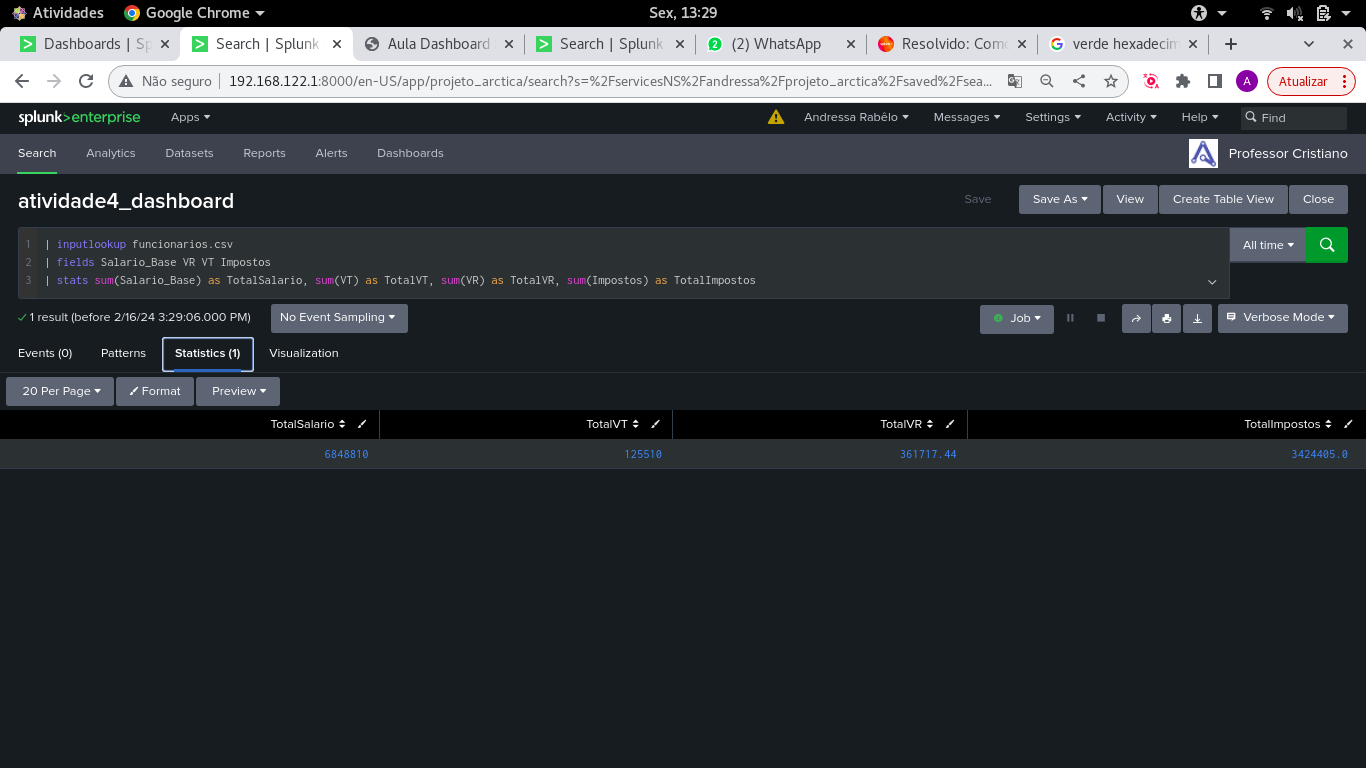 Atividades Google Chrome Sex, 13:29
Dashboards | Sp Search | Splunk Aula Dashboard Search | Splunk (2) WhatsApp Resolvido: Com verde hexadecim
Não seguro 192.168.122.1:8000/en-US/app/projeto_arctica/search?s=%2FservicesNS%2Fandressa%2Fprojeto_arctica%2Fsaved%2Fsea... A Atualizar
splunk>enterprise Apps Andressa Rabêlo Messages Settings Activity Help Find
Search Analytics Datasets Reports Alerts Dashboards Professor Cristiano
atividade4_dashboard Save Save As View Create Table View Close
1 | inputlookup funcionarios.csv
2 | fields Salario_Base VR VT Impostos
3 | stats sum(Salario_Base) as TotalSalario, sum(VT) as TotalVT, sum(VR) as TotalVR, sum(Impostos) as TotalImpostos
All time
1 result (before 2/16/24 3:29:06.000 PM) No Event Sampling Job Verbose Mode
Events (0) Patterns Statistics (1) Visualization
20 Per Page Format Preview
TotalSalario TotalVT TotalVR TotalImpostos
6848810 125510 361717.44 3424405.0